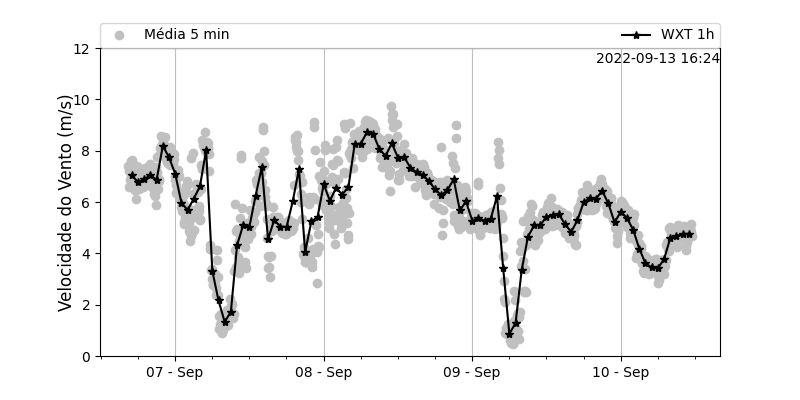 Média 5 min
WXT 1h
2022-09-13 16:24
Velocidade do Vento (m/s)
12
10
8
6
4
2
0
07 - Sep
08 - Sep
09 - Sep
10 - Sep